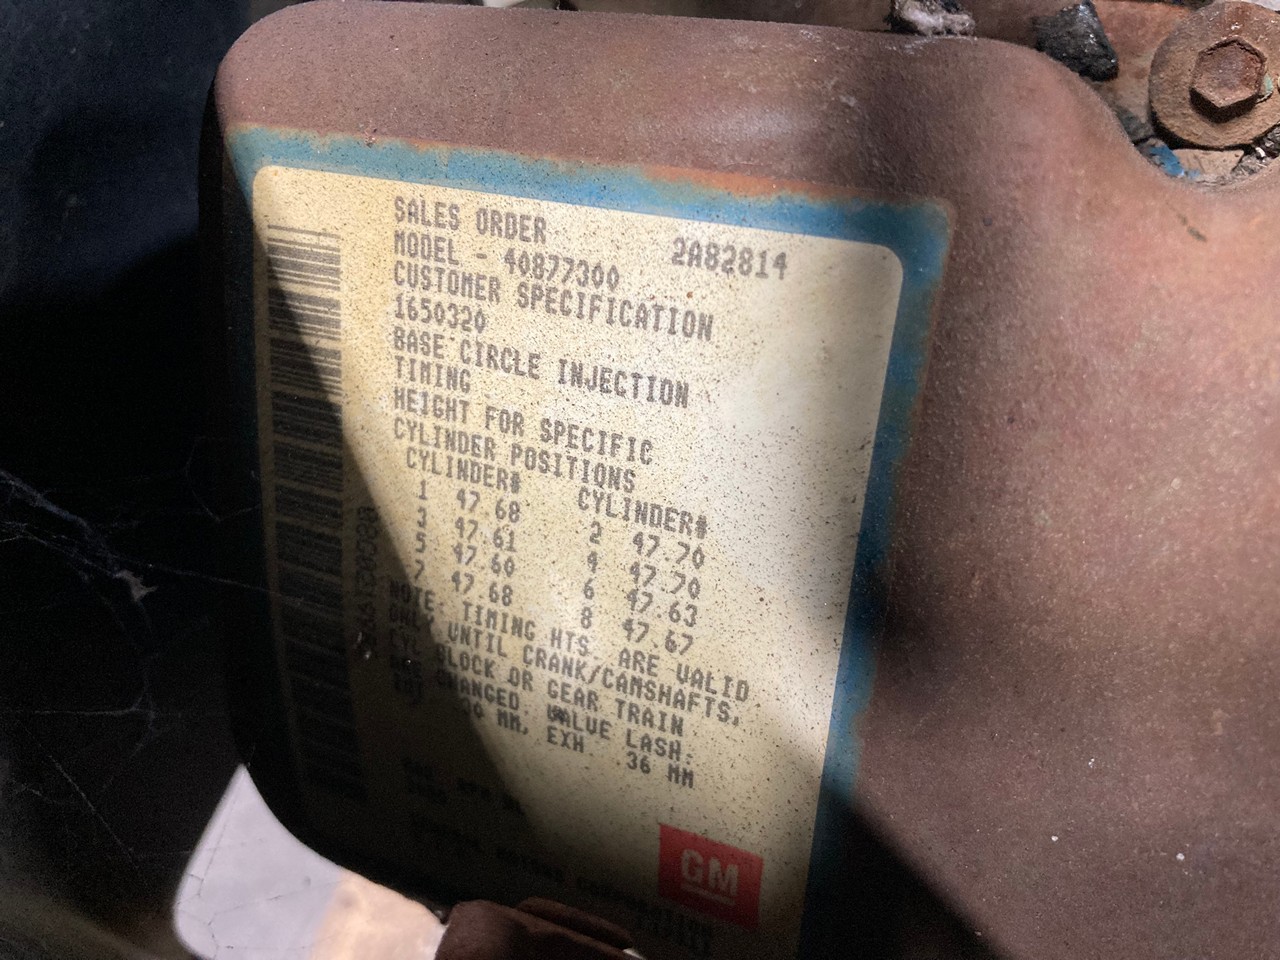 SALES ORDER 2A82814
MODEL - 40877300
CUSTOMER SPECIFICATION
1650320
BASE CIRCLE INJECTION
TIMING
HEIGHT FOR SPECIFIC
CYLINDER POSITIONS
CYLINDER# CYLINDER#
1 47.68 2 47.70
3 47.61 4 47.70
5 47.60 6 47.63
7 47.68 8 47.67
NOTE: TIMING HTS. ARE VALID
ONLY UNTIL CRANK/CAMSHAFTS,
CYL BLOCK OR GEAR TRAIN
ARE CHANGED. VALVE LASH:
MM, EXH .36 MM
GM